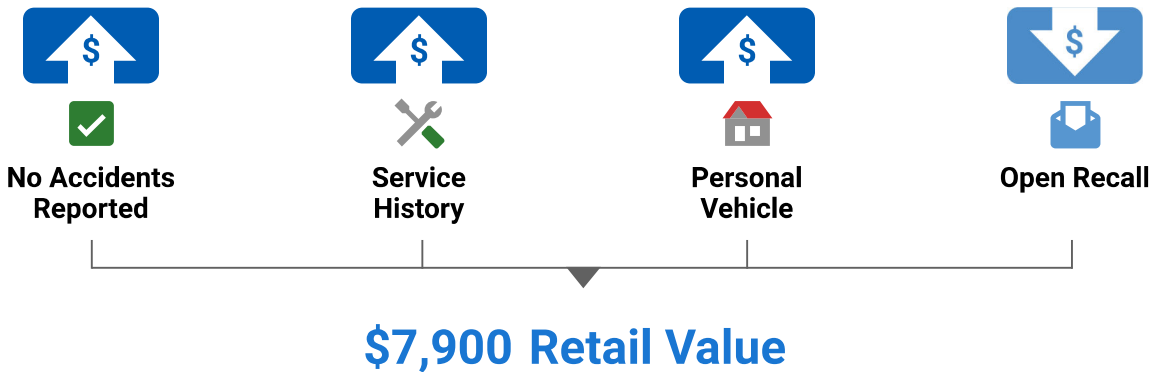 $ $ $ $
No Accidents Reported
Service History
Personal Vehicle
Open Recall
$7,900 Retail Value